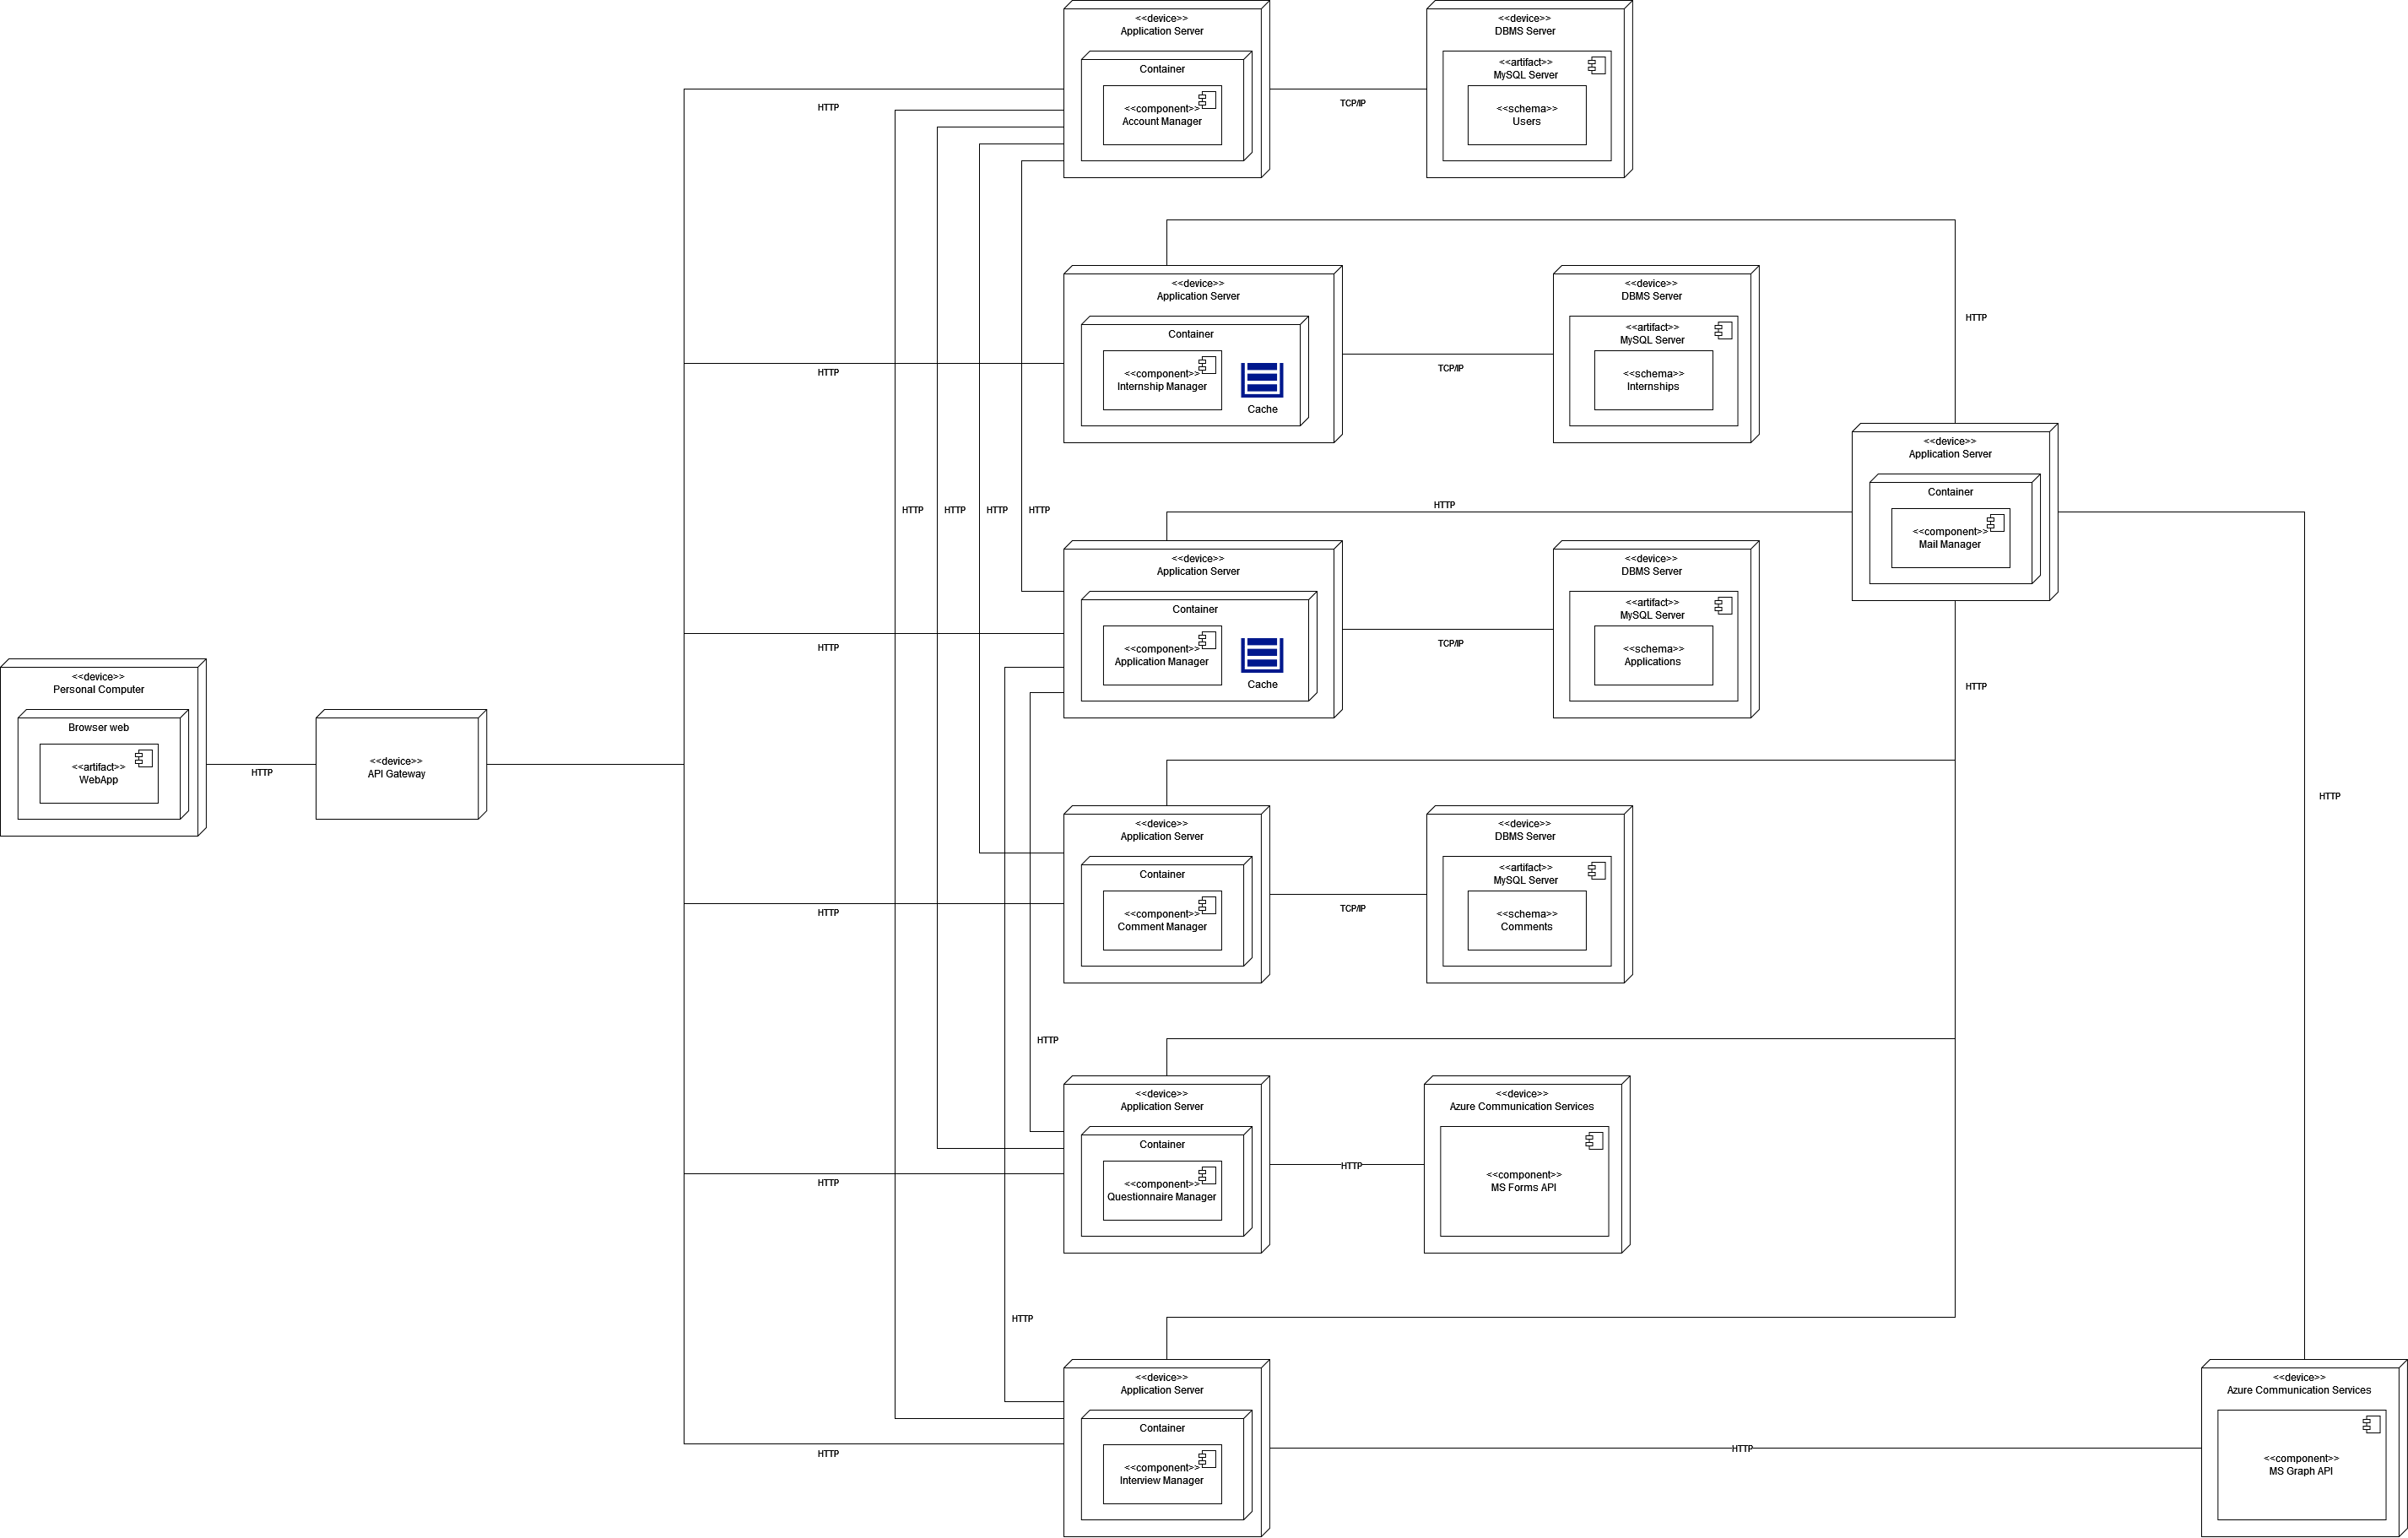 <<device>>
Application Server
Container
<<component>>
Account Manager
<<device>>
DBMS Server
<<artifact>>
MySQL Server
<<schema>>
Users
HTTP
TCP/IP
<<device>>
Application Server
Container
<<component>>
Internship Manager
Cache
<<device>>
DBMS Server
<<artifact>>
MySQL Server
<<schema>>
Internships
HTTP
HTTP
TCP/IP
<<device>>
Application Server
Container
<<component>>
Mail Manager
HTTP
HTTP
HTTP
HTTP
HTTP
<<device>>
Application Server
Container
<<component>>
Application Manager
Cache
<<device>>
DBMS Server
<<artifact>>
MySQL Server
<<schema>>
Applications
HTTP
TCP/IP
HTTP
<<device>>
Personal Computer
Browser web
<<artifact>>
WebApp
HTTP
<<device>>
API Gateway
HTTP
<<device>>
Application Server
Container
<<component>>
Comment Manager
<<device>>
DBMS Server
<<artifact>>
MySQL Server
<<schema>>
Comments
HTTP
TCP/IP
HTTP
<<device>>
Application Server
Container
<<component>>
Questionnaire Manager
HTTP
<<device>>
Azure Communication Services
<<component>>
MS Forms API
HTTP
HTTP
<<device>>
Application Server
Container
<<component>>
Interview Manager
HTTP
HTTP
<<device>>
Azure Communication Services
<<component>>
MS Graph API